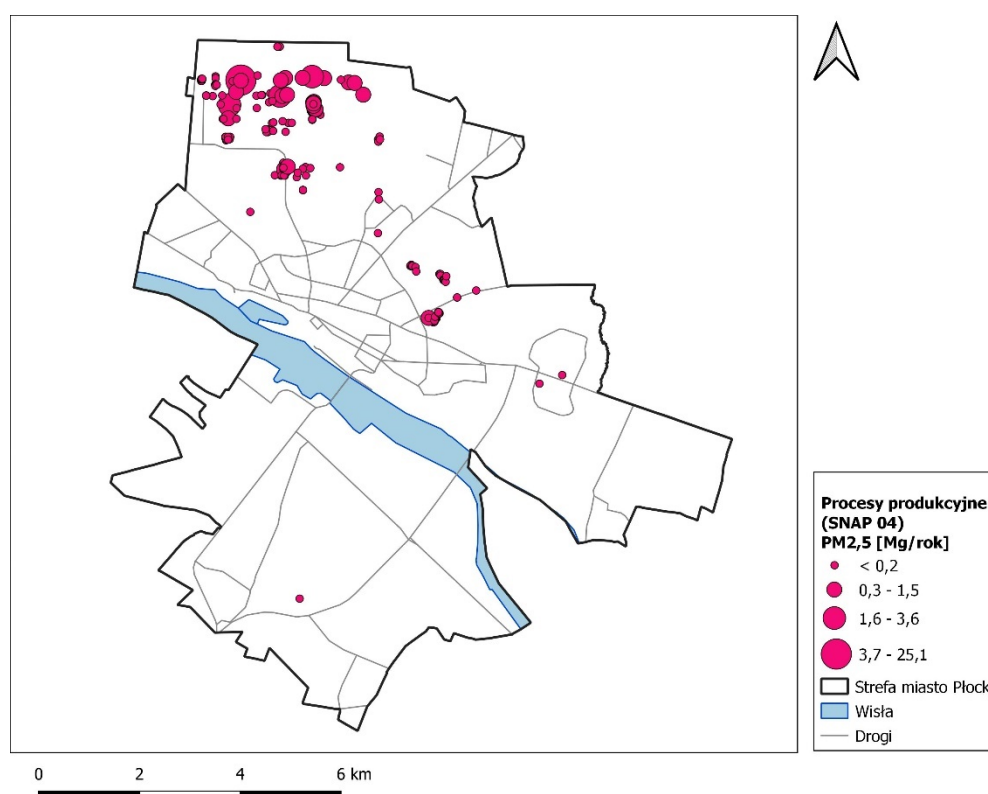 Procesy produkcyjne
(SNAP 04)
PM2,5 [Mg/rok]
< 0,2
0,3 - 1,5
1,6 - 3,6
3,7 - 25,1
Strefa miasto Płock
Wisła
Drogi
0 2 4 6 km